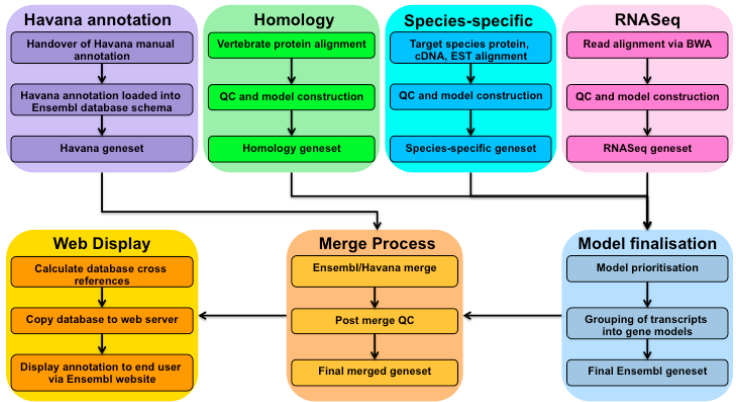 Havana annotation
Handover of Havana manual
annotation
Havana annotation loaded into
Ensembl database schema
Havana geneset
Homology
Vertebrate protein alignment
QC and model construction
Homology geneset
Species-specific
Target species protein,
cDNA, EST alignment
QC and model construction
Species-specific geneset
RNASeq
Read alignment via BWA
QC and model construction
RNASeq geneset
Web Display
Calculate database cross
references
Copy database to web server
Display annotation to end user
via Ensembl website
Merge Process
Ensembl/Havana merge
Post merge QC
Final merged geneset
Model finalisation
Model prioritisation
Grouping of transcripts
into gene models
Final Ensembl geneset